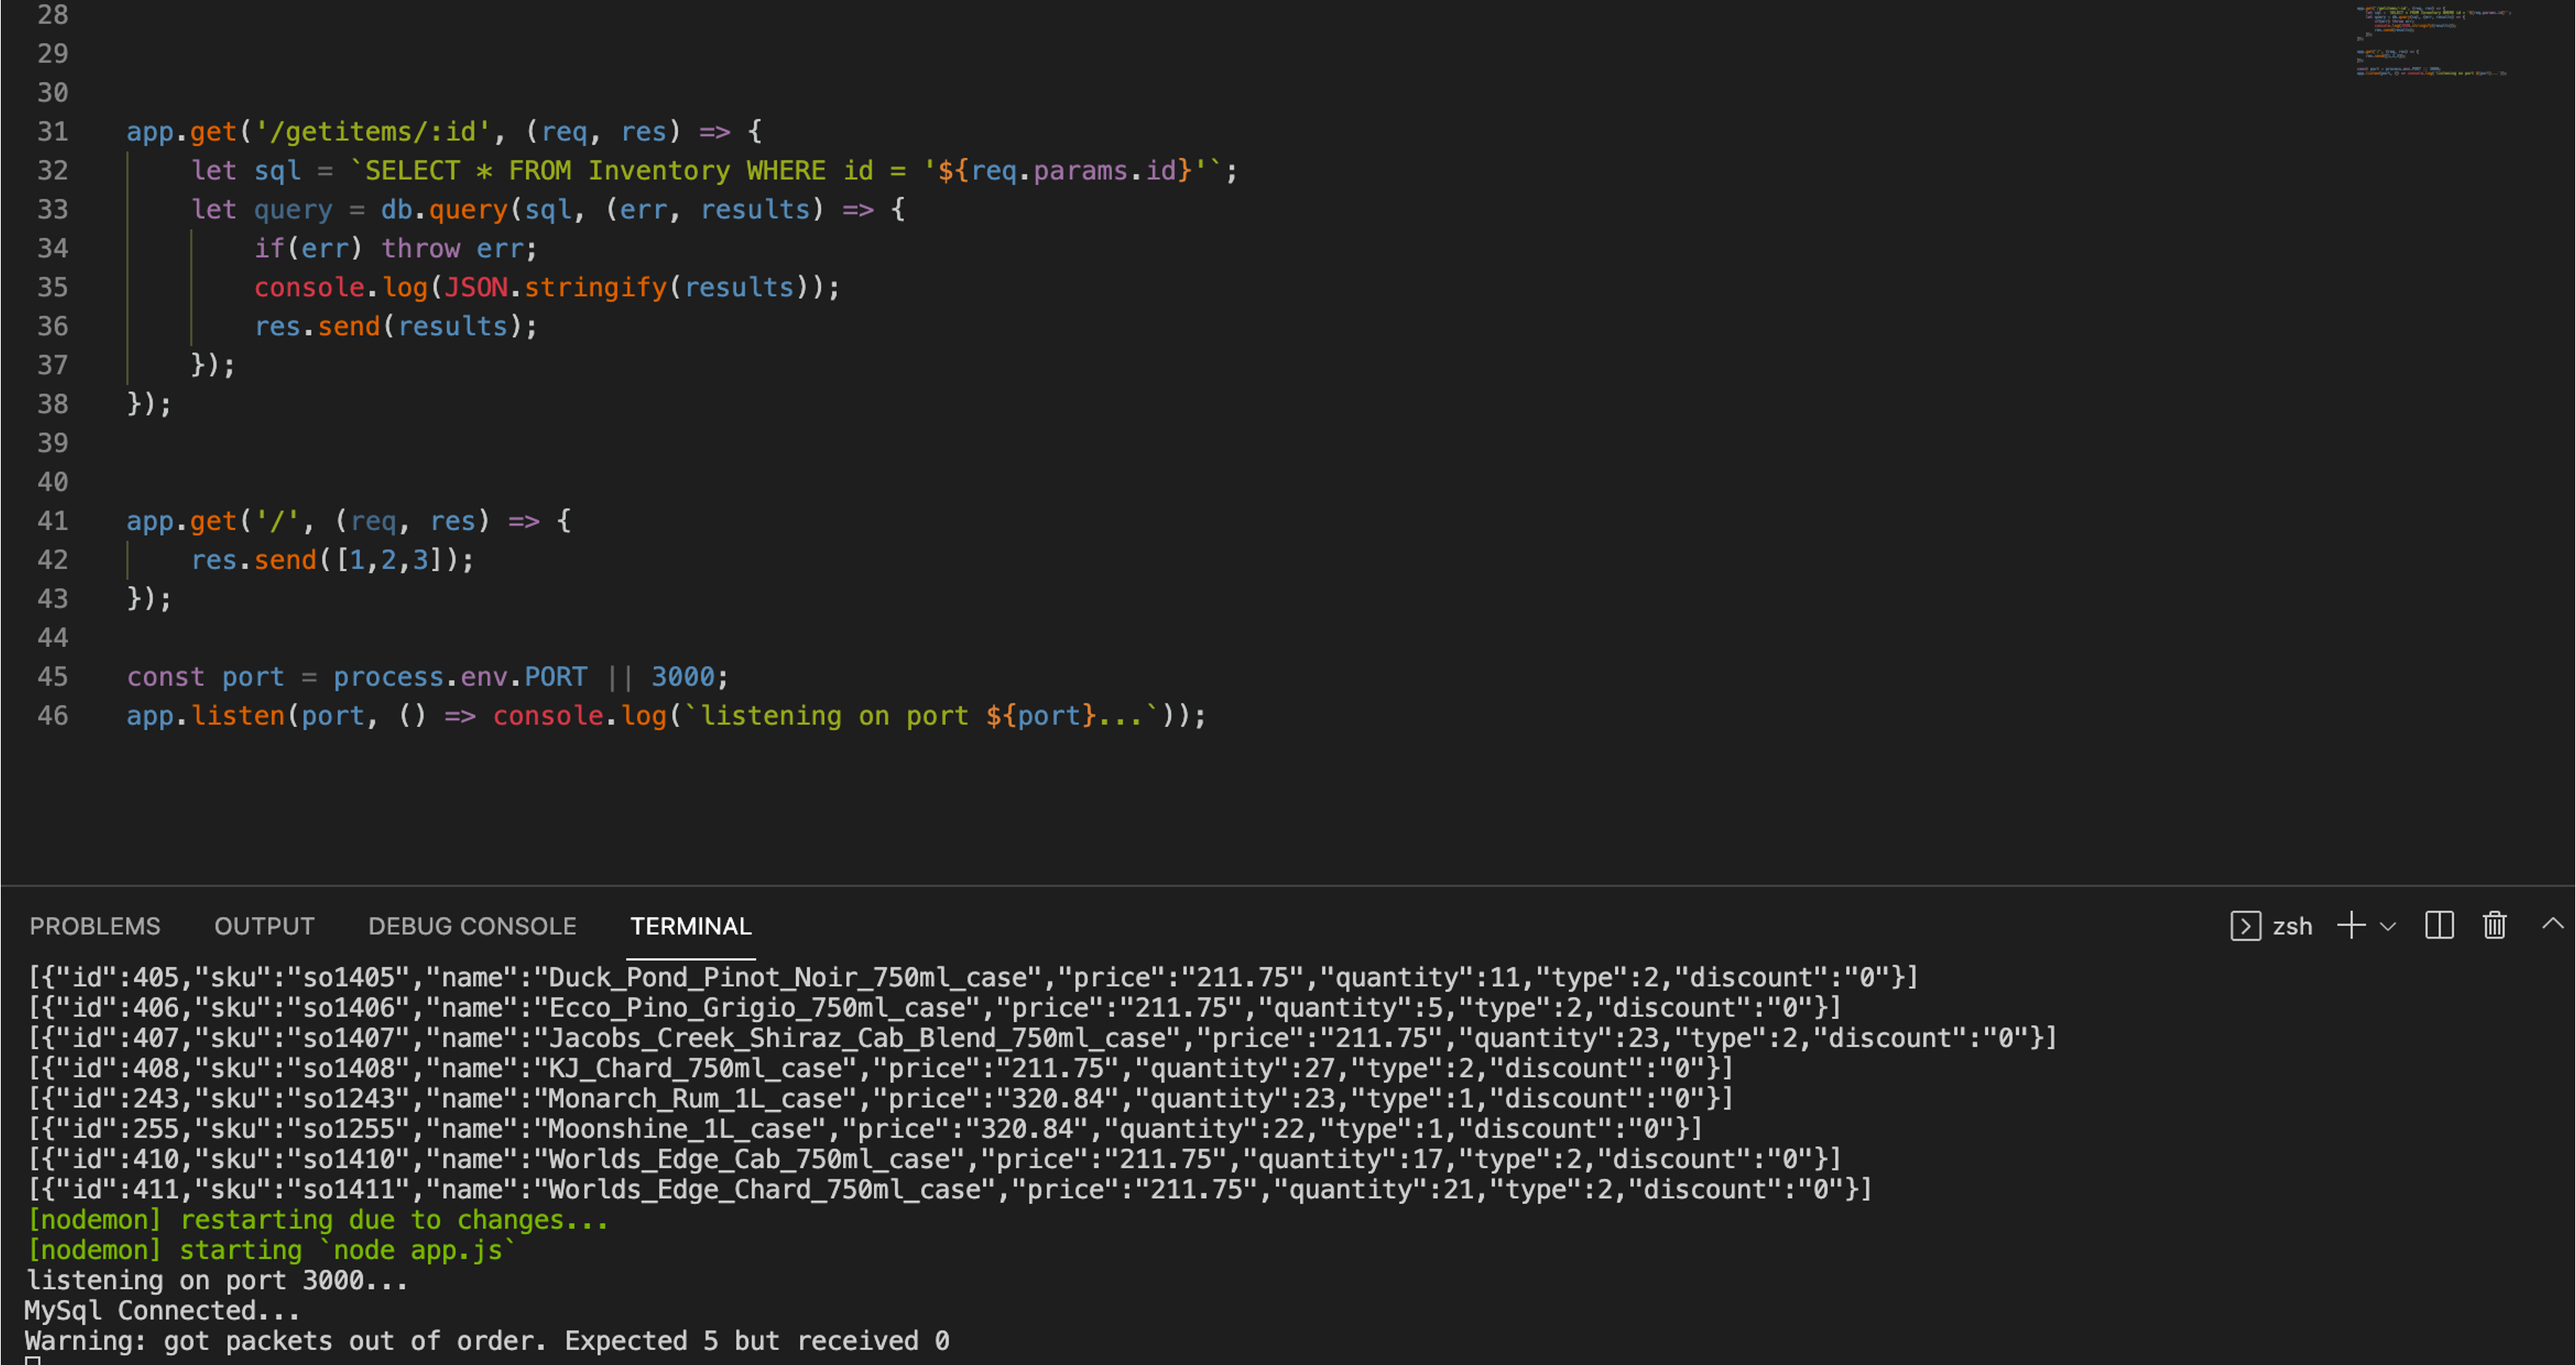 28
29
30
31 app.get('/getitems/:id', (req, res) => {
32 let sql = `SELECT * FROM Inventory WHERE id = '${req.params.id}'`;
33 let query = db.query(sql, (err, results) => {
34 if(err) throw err;
35 console.log(JSON.stringify(results));
36 res.send(results);
37 });
38 });
39
40
41 app.get('/', (req, res) => {
42 res.send([1,2,3]);
43 });
44
45 const port = process.env.PORT || 3000;
46 app.listen(port, () => console.log(`listening on port ${port}...`));
PROBLEMS OUTPUT DEBUG CONSOLE TERMINAL zsh
[{"id":405,"sku":"so1405","name":"Duck_Pond_Pinot_Noir_750ml_case","price":"211.75","quantity":11,"type":2,"discount":"0"}]
[{"id":406,"sku":"so1406","name":"Ecco_Pino_Grigio_750ml_case","price":"211.75","quantity":5,"type":2,"discount":"0"}]
[{"id":407,"sku":"so1407","name":"Jacobs_Creek_Shiraz_Cab_Blend_750ml_case","price":"211.75","quantity":23,"type":2,"discount":"0"}]
[{"id":408,"sku":"so1408","name":"KJ_Chard_750ml_case","price":"211.75","quantity":27,"type":2,"discount":"0"}]
[{"id":243,"sku":"so1243","name":"Monarch_Rum_1L_case","price":"320.84","quantity":23,"type":1,"discount":"0"}]
[{"id":255,"sku":"so1255","name":"Moonshine_1L_case","price":"320.84","quantity":22,"type":1,"discount":"0"}]
[{"id":410,"sku":"so1410","name":"Worlds_Edge_Cab_750ml_case","price":"211.75","quantity":17,"type":2,"discount":"0"}]
[{"id":411,"sku":"so1411","name":"Worlds_Edge_Chard_750ml_case","price":"211.75","quantity":21,"type":2,"discount":"0"}]
[nodemon] restarting due to changes...
[nodemon] starting `node app.js`
listening on port 3000...
MySql Connected...
Warning: got packets out of order. Expected 5 but received 0